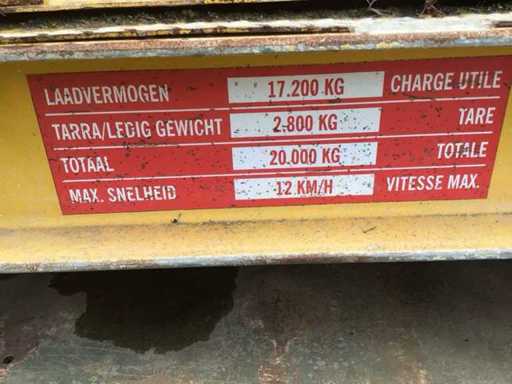 LAADVERMOGEN 17.200 KG CHARGE UTILE
TARRA/LEDIG GEWICHT 2.800 KG TARE
TOTAAL 20.000 KG TOTALE
MAX. SNELHEID 12 KM/H VITESSE MAX.